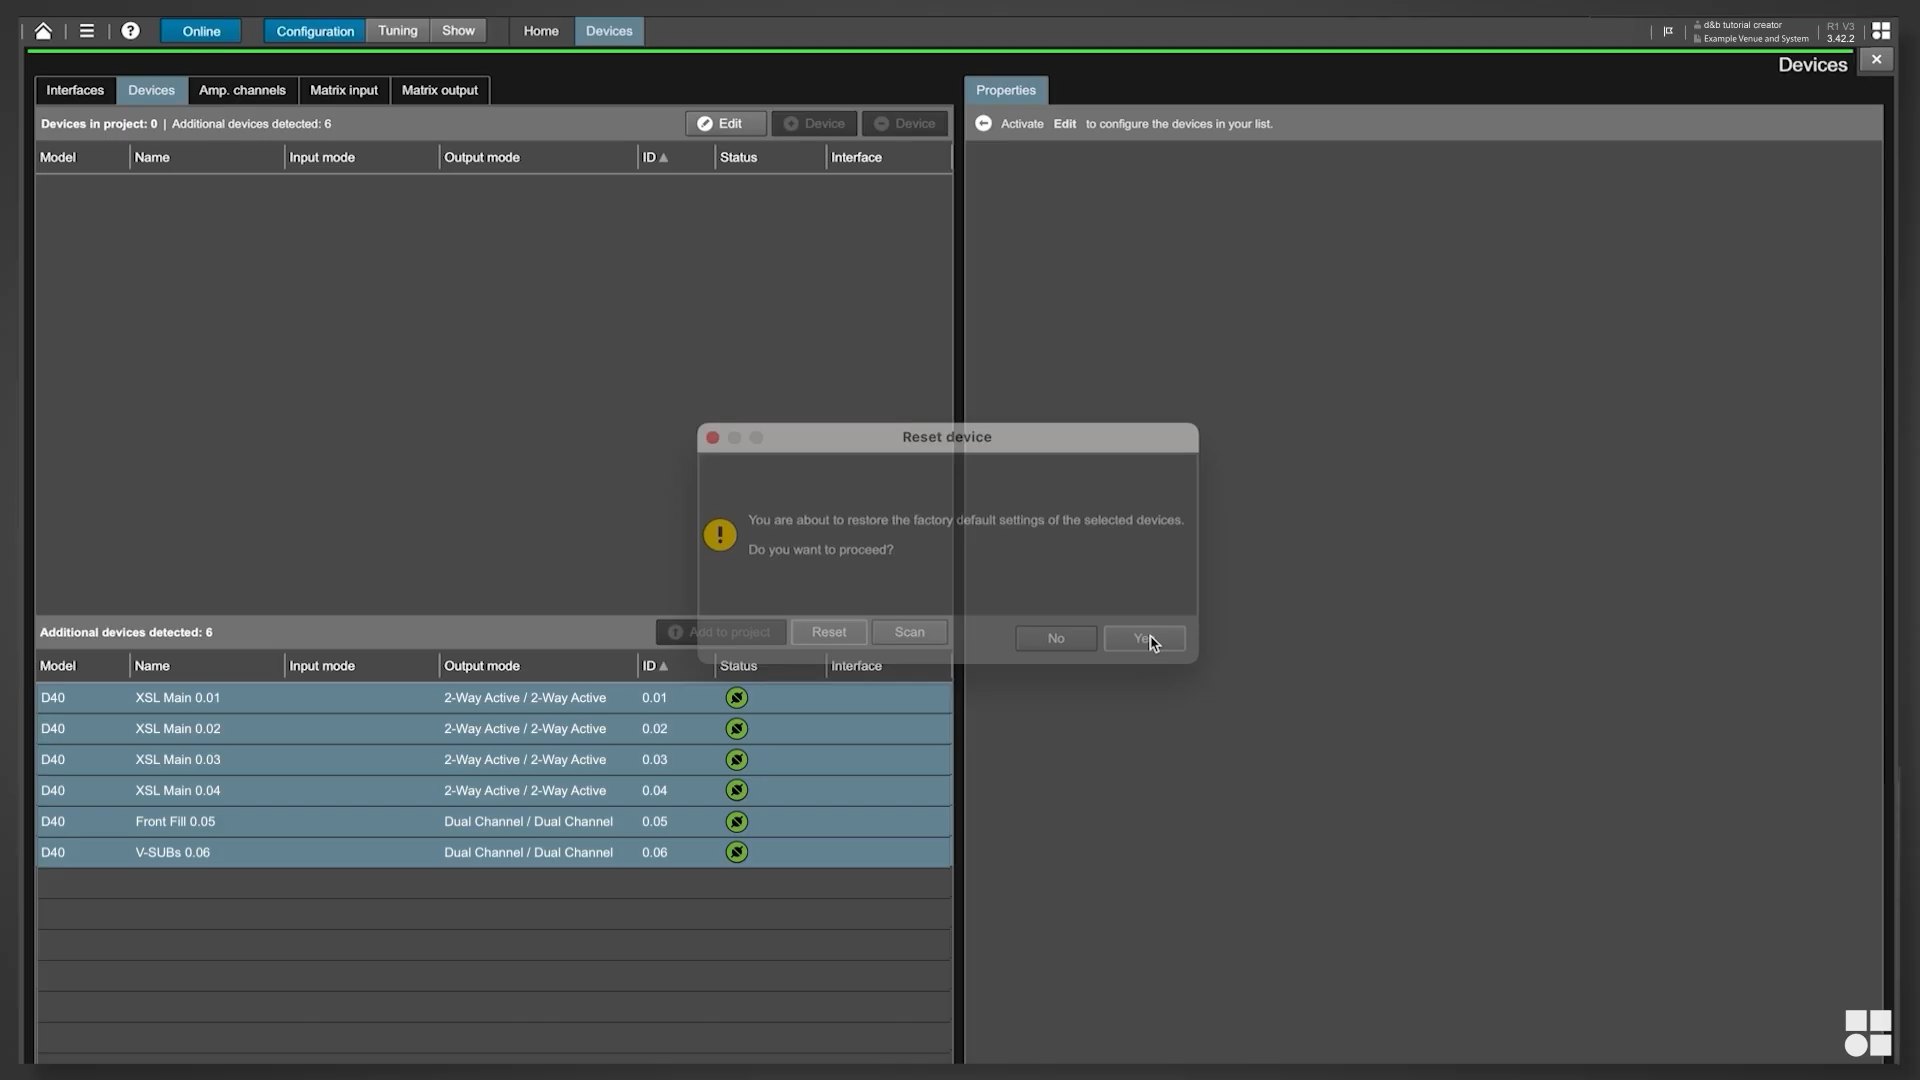 Online
Configuration
Tuning
Show
Home
Devices
d&b tutorial creator
Example Venue and System
R1 V3
3.42.2
Devices
Interfaces
Devices
Amp. channels
Matrix input
Matrix output
Properties
Devices in project: 0 | Additional devices detected: 6
Edit
Device
Device
Activate Edit to configure the devices in your list.
Model Name Input mode Output mode ID Status Interface
Reset device
You are about to restore the factory default settings of the selected devices.
Do you want to proceed?
No
Additional devices detected: 6
Add to project
Reset
Scan
Model Name Input mode Output mode ID Status Interface
D40 XSL Main 0.01 2-Way Active / 2-Way Active 0.01
D40 XSL Main 0.02 2-Way Active / 2-Way Active 0.02
D40 XSL Main 0.03 2-Way Active / 2-Way Active 0.03
D40 XSL Main 0.04 2-Way Active / 2-Way Active 0.04
D40 Front Fill 0.05 Dual Channel / Dual Channel 0.05
D40 V-SUBs 0.06 Dual Channel / Dual Channel 0.06